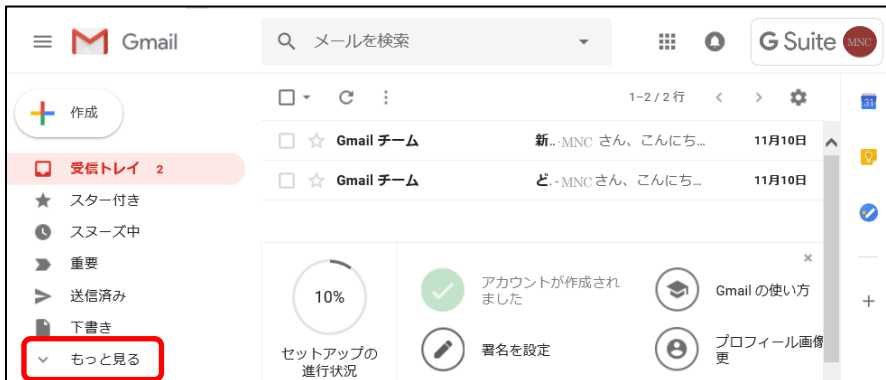 Gmail
メールを検索
G Suite MNC
作成
1-2 / 2 行
31
Gmail チーム 新.. MNC さん、こんにち... 11月10日
Gmail チーム ど. - MNC さん、こんにち... 11月10日
受信トレイ 2
スター付き
スヌーズ中
重要
送信済み
下書き
もっと見る
10%
セットアップの
進行状況
アカウントが作成され
ました
Gmail の使い方
署名を設定
プロフィール画像
更